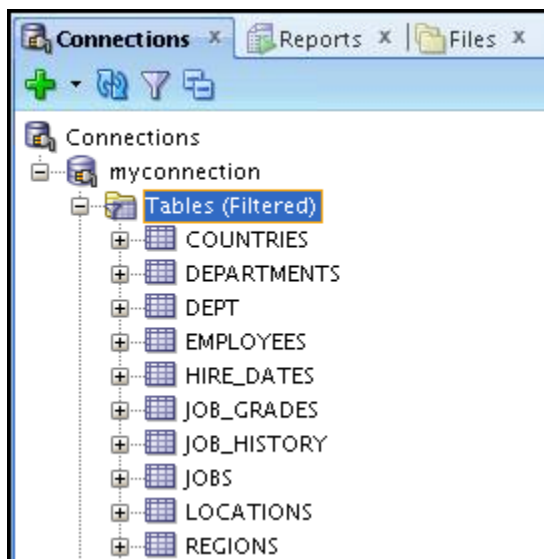 Connections Reports Files
Connections
myconnection
Tables (Filtered)
COUNTRIES
DEPARTMENTS
DEPT
EMPLOYEES
HIRE_DATES
JOB_GRADES
JOB_HISTORY
JOBS
LOCATIONS
REGIONS